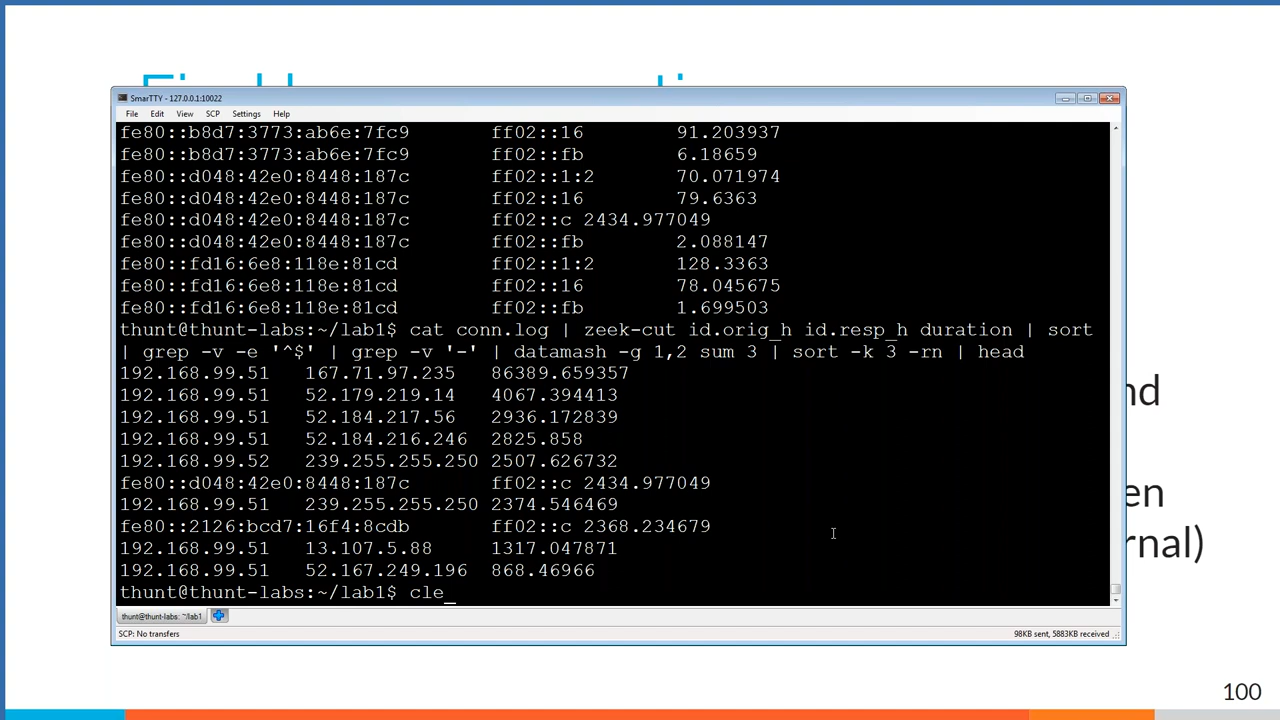 SmarTTY - 127.0.0.1:10022
File Edit View SCP Settings Help
fe80::b8d7:3773:ab6e:7fc9 ff02::16 91.203937
fe80::b8d7:3773:ab6e:7fc9 ff02::fb 6.18659
fe80::d048:42e0:8448:187c ff02::1:2 70.071974
fe80::d048:42e0:8448:187c ff02::16 79.6363
fe80::d048:42e0:8448:187c ff02::c 2434.977049
fe80::d048:42e0:8448:187c ff02::fb 2.088147
fe80::fd16:6e8:118e:81cd ff02::1:2 128.3363
fe80::fd16:6e8:118e:81cd ff02::16 78.045675
fe80::fd16:6e8:118e:81cd ff02::fb 1.699503
thunt@thunt-labs:~/lab1$ cat conn.log | zeek-cut id.orig_h id.resp_h duration | sort
| grep -v -e '^$' | grep -v '-' | datamash -g 1,2 sum 3 | sort -k 3 -rn | head
192.168.99.51 167.71.97.235 86389.659357
192.168.99.51 52.179.219.14 4067.394413
192.168.99.51 52.184.217.56 2936.172839
192.168.99.51 52.184.216.246 2825.858
192.168.99.52 239.255.255.250 2507.626732
fe80::d048:42e0:8448:187c ff02::c 2434.977049
192.168.99.51 239.255.255.250 2374.546469
fe80::2126:bcd7:16f4:8cdb ff02::c 2368.234679
192.168.99.51 13.107.5.88 1317.047871
192.168.99.51 52.167.249.196 868.46966
thunt@thunt-labs:~/lab1$ cle_
thunt@thunt-labs: ~/lab1
SCP: No transfers 98KB sent, 5883KB received
nd
en
rnal)
100